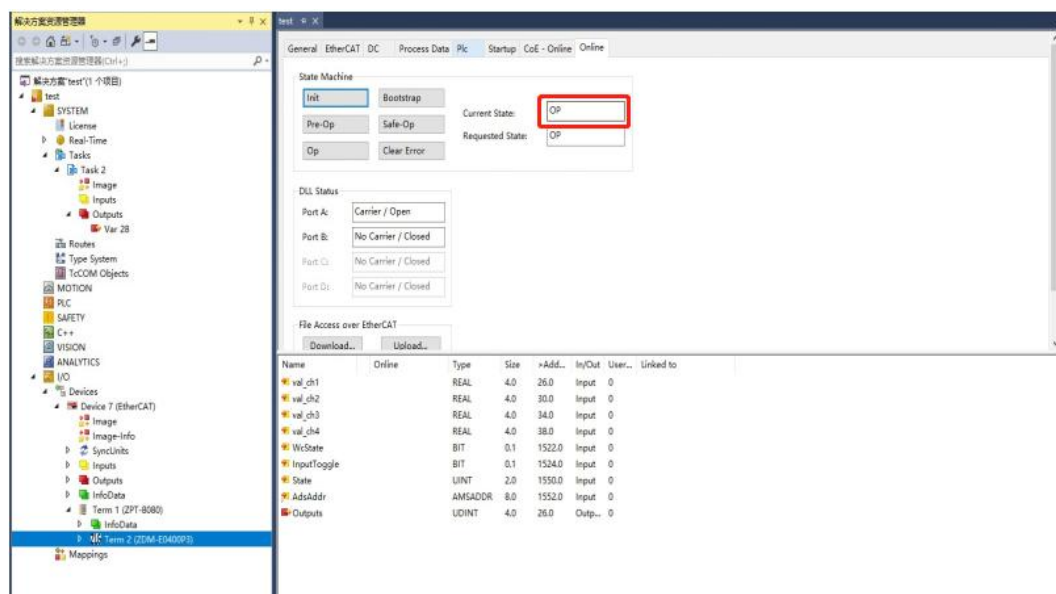 解决方案资源管理器
搜索解决方案资源管理器(Ctrl+;)
解决方案"test"(1 个项目)
test
SYSTEM
License
Real-Time
Tasks
Task 2
Image
Inputs
Outputs
Var 28
Routes
Type System
TcCOM Objects
MOTION
PLC
SAFETY
C++
VISION
ANALYTICS
I/O
Devices
Device 7 (EtherCAT)
Image
Image-Info
SyncUnits
Inputs
Outputs
InfoData
Term 1 (ZPT-8080)
InfoData
Term 2 (ZDM-E0400P3)
Mappings
test
General EtherCAT DC Process Data Plc Startup CoE - Online Online
State Machine
Init Bootstrap
Pre-Op Safe-Op
Op Clear Error
Current State: OP
Requested State: OP
DLL Status
Port A: Carrier / Open
Port B: No Carrier / Closed
Port C: No Carrier / Closed
Port D: No Carrier / Closed
File Access over EtherCAT
Download... Upload...
Name Online Type Size >Add... In/Out User... Linked to
val_ch1 REAL 4.0 26.0 Input 0
val_ch2 REAL 4.0 30.0 Input 0
val_ch3 REAL 4.0 34.0 Input 0
val_ch4 REAL 4.0 38.0 Input 0
WcState BIT 0.1 1522.0 Input 0
InputToggle BIT 0.1 1524.0 Input 0
State UINT 2.0 1550.0 Input 0
AdsAddr AMSADDR 8.0 1552.0 Input 0
Outputs UDINT 4.0 26.0 Outp... 0